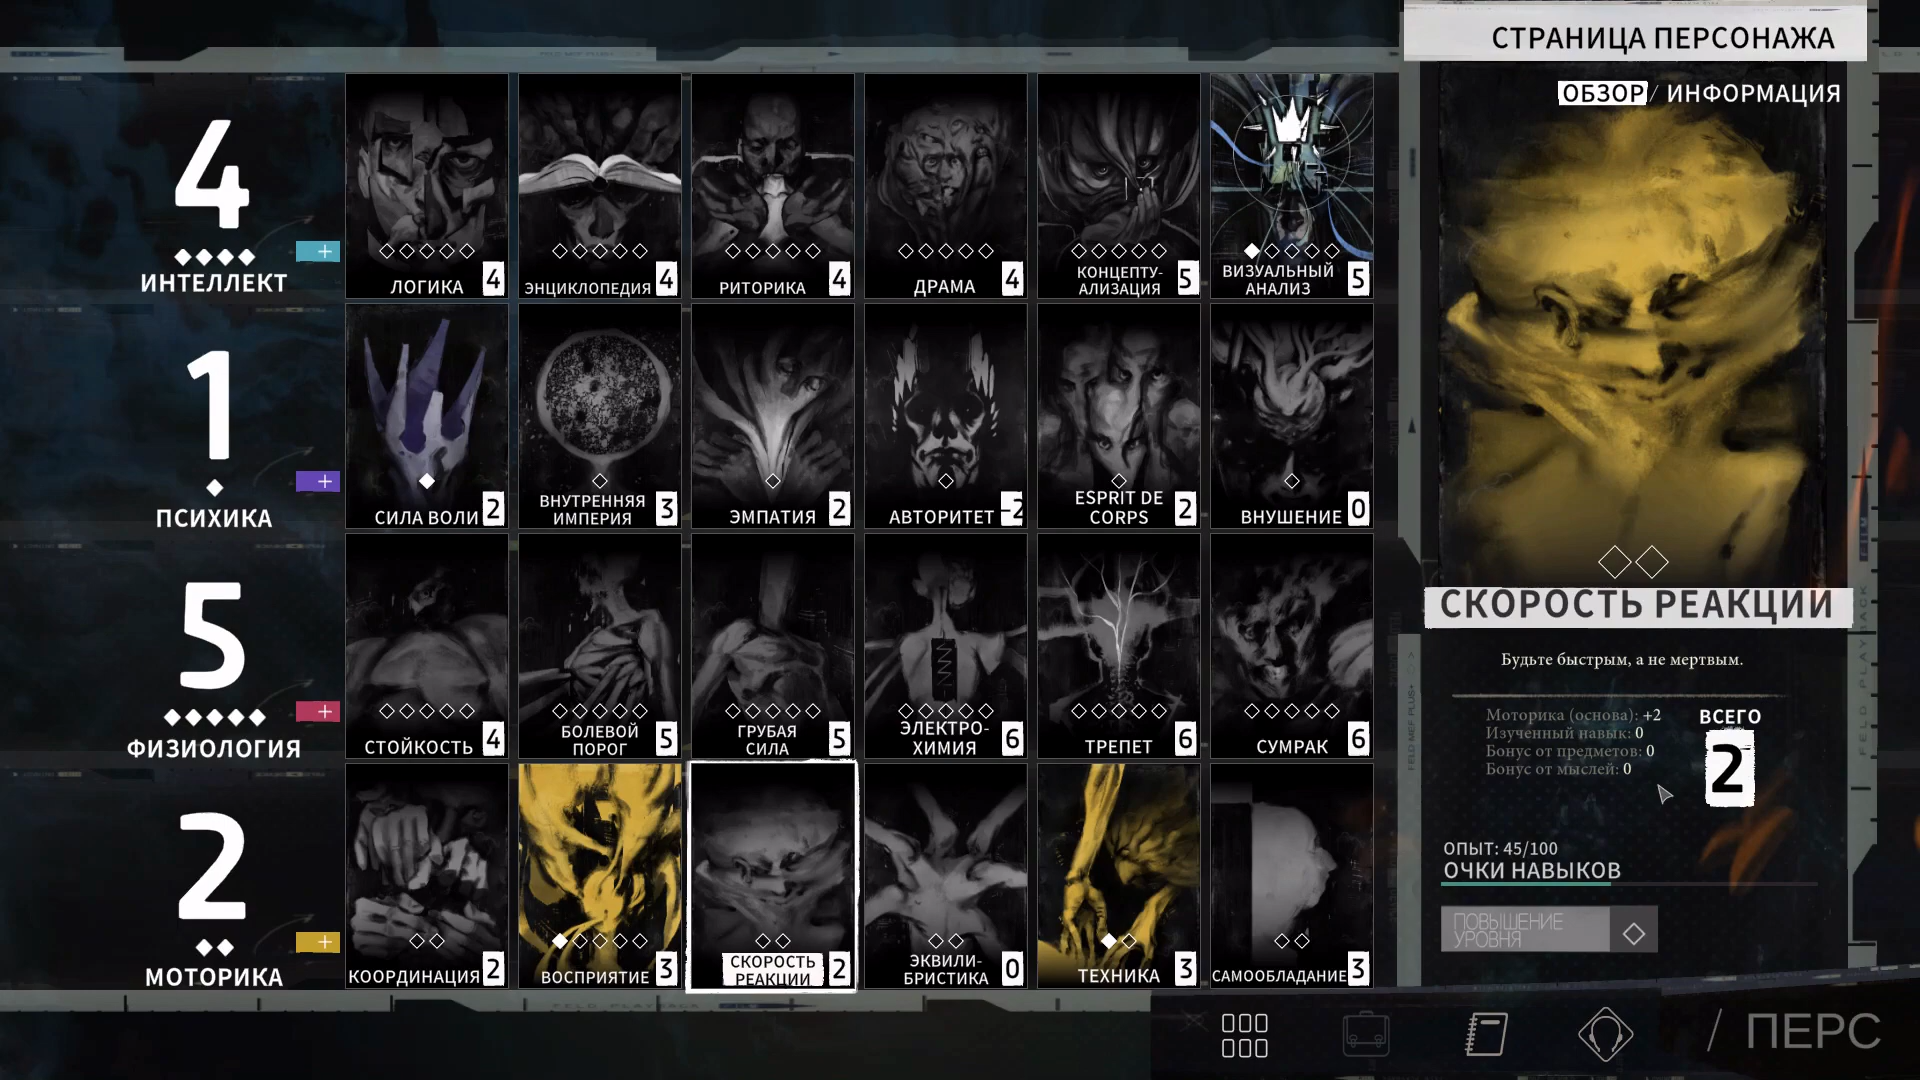 СТРАНИЦА ПЕРСОНАЖА
ОБЗОР / ИНФОРМАЦИЯ
4
ИНТЕЛЛЕКТ
+
ЛОГИКА 4
ЭНЦИКЛОПЕДИЯ 4
РИТОРИКА 4
ДРАМА 4
КОНЦЕПТУ-
АЛИЗАЦИЯ 5
ВИЗУАЛЬНЫЙ
АНАЛИЗ 5
1
ПСИХИКА
+
СИЛА ВОЛИ 2
ВНУТРЕННЯЯ
ИМПЕРИЯ 3
ЭМПАТИЯ 2
АВТОРИТЕТ -2
ESPRIT DE
CORPS 2
ВНУШЕНИЕ 0
5
ФИЗИОЛОГИЯ
+
СТОЙКОСТЬ 4
БОЛЕВОЙ
ПОРОГ 5
ГРУБАЯ
СИЛА 5
ЭЛЕКТРО-
ХИМИЯ 6
ТРЕПЕТ 6
СУМРАК 6
2
МОТОРИКА
+
КООРДИНАЦИЯ 2
ВОСПРИЯТИЕ 3
СКОРОСТЬ
РЕАКЦИИ 2
ЭКВИЛИ-
БРИСТИКА 0
ТЕХНИКА 3
САМООБЛАДАНИЕ 3
СКОРОСТЬ РЕАКЦИИ
Будьте быстрым, а не мертвым.
Моторика (основа): +2
Изученный навык: 0
Бонус от предметов: 0
Бонус от мыслей: 0
ВСЕГО
2
ОПЫТ: 45/100
ОЧКИ НАВЫКОВ
ПОВЫШЕНИЕ
УРОВНЯ
/ ПЕРС